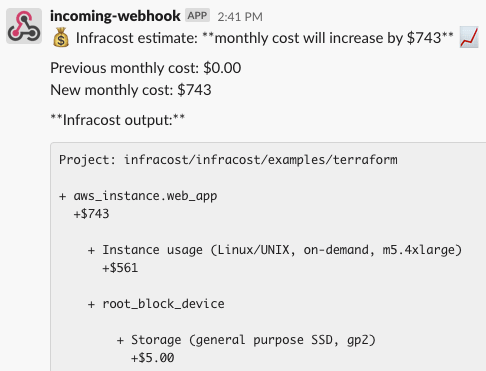 incoming-webhook APP 2:41 PM
💰 Infracost estimate: **monthly cost will increase by $743** 📈
Previous monthly cost: $0.00
New monthly cost: $743
**Infracost output:**
Project: infracost/infracost/examples/terraform
+ aws_instance.web_app
+$743
+ Instance usage (Linux/UNIX, on-demand, m5.4xlarge)
+$561
+ root_block_device
+ Storage (general purpose SSD, gp2)
+$5.00